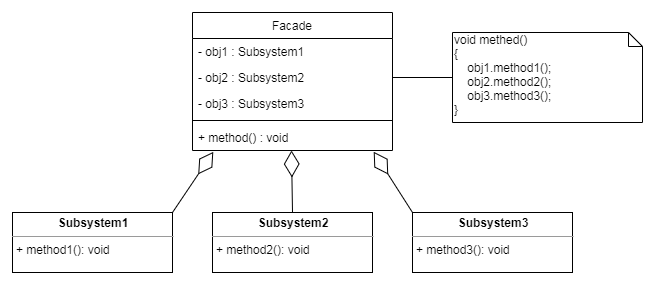 Facade
- obj1 : Subsystem1
- obj2 : Subsystem2
- obj3 : Subsystem3
+ method() : void
void methed()
{
obj1.method1();
obj2.method2();
obj3.method3();
}
Subsystem1
+ method1(): void
Subsystem2
+ method2(): void
Subsystem3
+ method3(): void